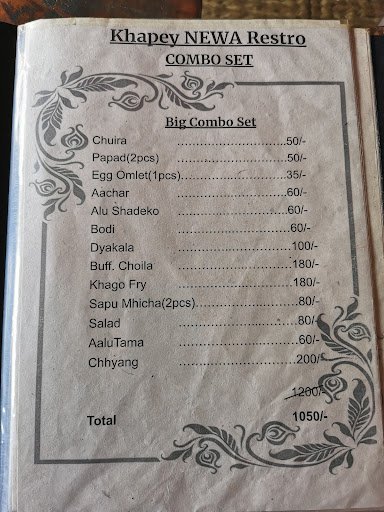 Khapey NEWA Restro
COMBO SET
Big Combo Set
Chuira ................................50/-
Papad(2pcs) ................................50/-
Egg Omlet(1pcs)................................35/-
Aachar ................................60/-
Alu Shadeko ................................60/-
Bodi ................................60/-
Dyakala ................................100/-
Buff. Choila ................................180/-
Khago Fry ................................180/-
Sapu Mhicha(2pcs)............................80/-
Salad ................................80/-
AaluTama ................................60/-
Chhyang ................................200/-
1200/-
Total 1050/-